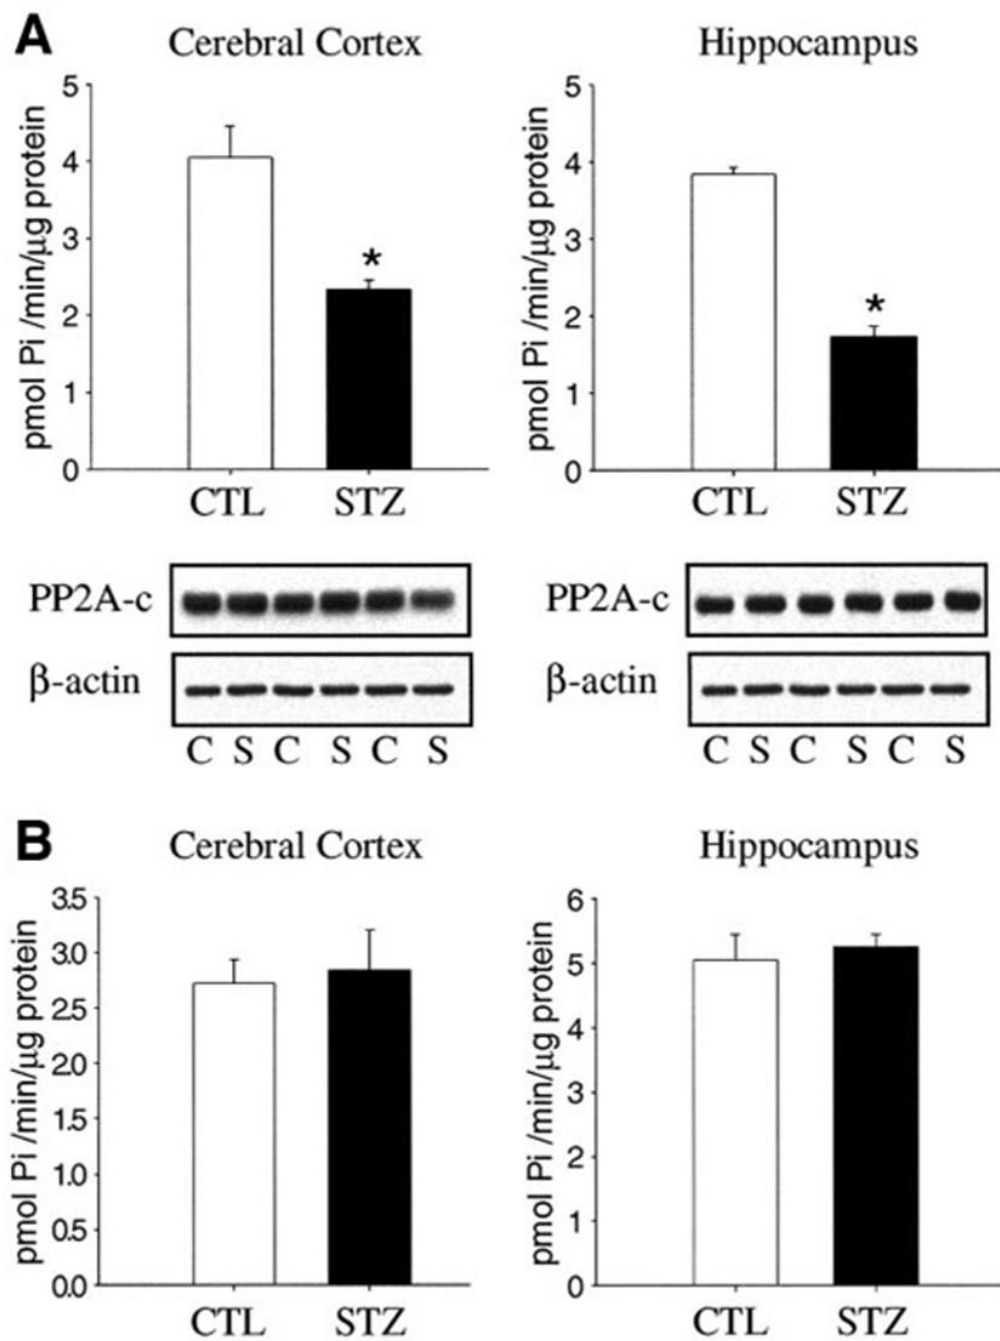 A
Cerebral Cortex
Hippocampus
pmol Pi /min/μg protein
5
4
3
2
1
0
*
CTL STZ
pmol Pi /min/μg protein
5
4
3
2
1
0
*
CTL STZ
PP2A-c
β-actin
C S C S C S
PP2A-c
β-actin
C S C S C S
B
Cerebral Cortex
Hippocampus
pmol Pi /min/μg protein
3.5
3.0
2.5
2.0
1.5
1.0
0.5
0.0
CTL STZ
pmol Pi /min/μg protein
6
5
4
3
2
1
0
CTL STZ